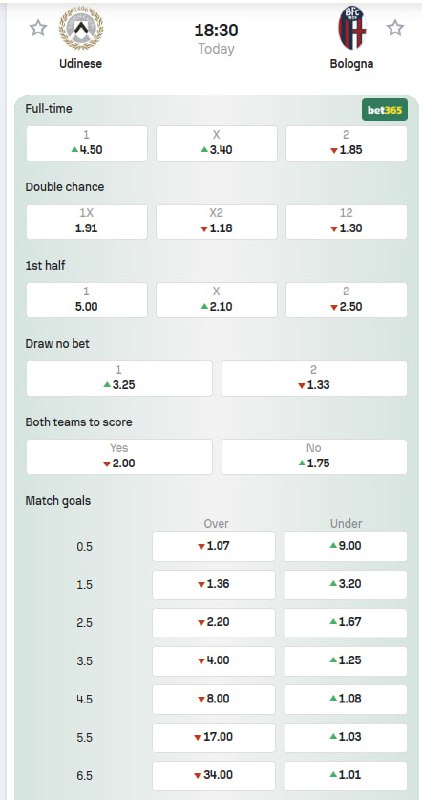 18:30
Today
Udinese
Bologna
Full-time
bet365
1 X 2
4.50 3.40 1.85
Double chance
1X X2 12
1.91 1.18 1.30
1st half
1 X 2
5.00 2.10 2.50
Draw no bet
1 2
3.25 1.33
Both teams to score
Yes No
2.00 1.75
Match goals
Over Under
0.5 1.07 9.00
1.5 1.36 3.20
2.5 2.20 1.67
3.5 4.00 1.25
4.5 8.00 1.08
5.5 17.00 1.03
6.5 34.00 1.01